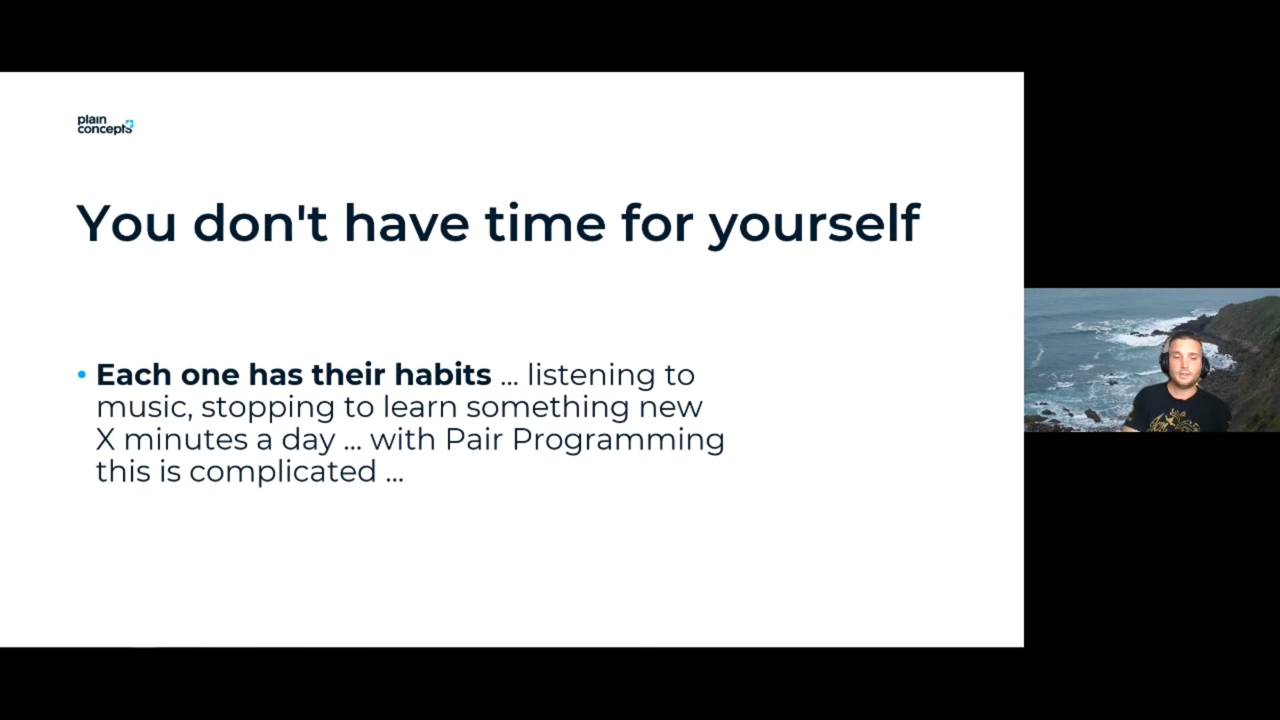 plain
concepts
You don't have time for yourself
• Each one has their habits ... listening to
music, stopping to learn something new
X minutes a day ... with Pair Programming
this is complicated ...